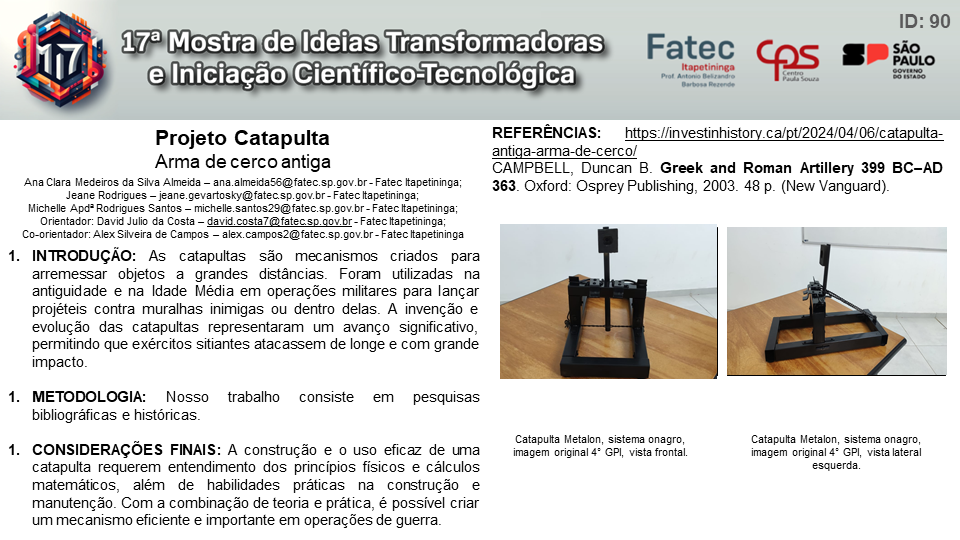 ID: 90
17ª Mostra de Ideias Transformadoras
e Iniciação Científico-Tecnológica
M17
Fatec
Itapetininga
Prof. Antonio Belizandro
Barbosa Rezende
CPS
Centro
Paula Souza
SP
SÃO
PAULO
GOVERNO
DO ESTADO
Projeto Catapulta
Arma de cerco antiga
Ana Clara Medeiros da Silva Almeida – ana.almeida56@fatec.sp.gov.br - Fatec Itapetininga;
Jeane Rodrigues – jeane.gevartosky@fatec.sp.gov.br - Fatec Itapetininga;
Michelle Apdª Rodrigues Santos – michelle.santos29@fatec.sp.gov.br - Fatec Itapetininga;
Orientador: David Julio da Costa – david.costa7@fatec.sp.gov.br - Fatec Itapetininga;
Co-orientador: Alex Silveira de Campos – alex.campos2@fatec.sp.gov.br - Fatec Itapetininga
1. INTRODUÇÃO: As catapultas são mecanismos criados para
arremessar objetos a grandes distâncias. Foram utilizadas na
antiguidade e na Idade Média em operações militares para lançar
projéteis contra muralhas inimigas ou dentro delas. A invenção e
evolução das catapultas representaram um avanço significativo,
permitindo que exércitos sitiantes atacassem de longe e com grande
impacto.
1. METODOLOGIA: Nosso trabalho consiste em pesquisas
bibliográficas e históricas.
1. CONSIDERAÇÕES FINAIS: A construção e o uso eficaz de uma
catapulta requerem entendimento dos princípios físicos e cálculos
matemáticos, além de habilidades práticas na construção e
manutenção. Com a combinação de teoria e prática, é possível criar
um mecanismo eficiente e importante em operações de guerra.
REFERÊNCIAS: https://investinhistory.ca/pt/2024/04/06/catapulta-
antiga-arma-de-cerco/
CAMPBELL, Duncan B. Greek and Roman Artillery 399 BC–AD
363. Oxford: Osprey Publishing, 2003. 48 p. (New Vanguard).
Catapulta Metalon, sistema onagro,
imagem original 4° GPI, vista frontal.
Catapulta Metalon, sistema onagro,
imagem original 4° GPI, vista lateral
esquerda.